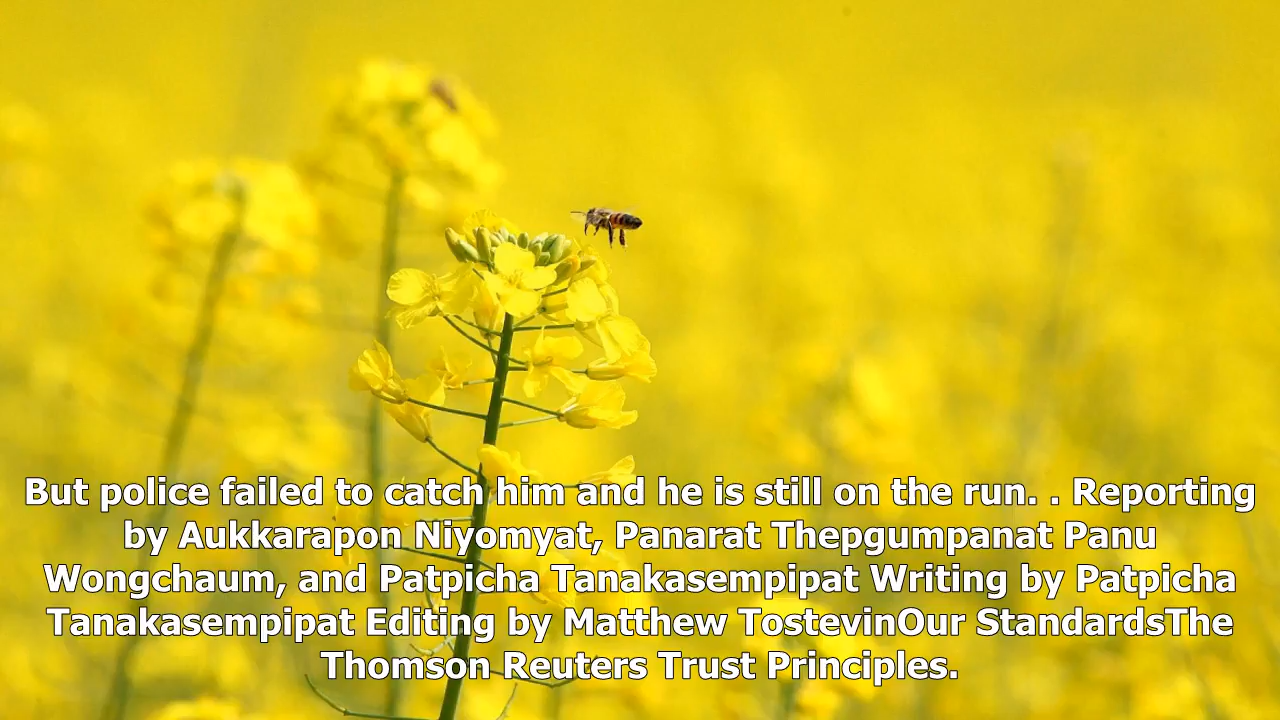 But police failed to catch him and he is still on the run. . Reporting
by Aukkarapon Niyomyat, Panarat Thepgumpanat Panu
Wongchaum, and Patpicha Tanakasempipat Writing by Patpicha
Tanakasempipat Editing by Matthew TostevinOur StandardsThe
Thomson Reuters Trust Principles.